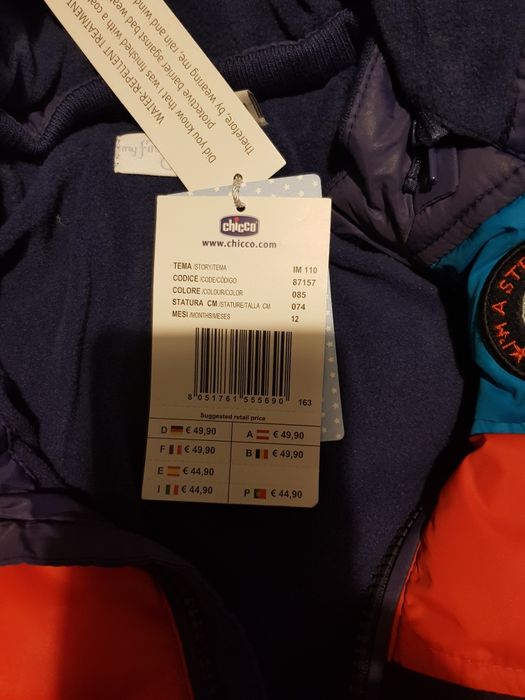 WATER-REPELLENT TREATMENT
Did you know that I was finished with a
protective barrier against bad
Therefore, by wearing me, rain and wind
my fir
chicco
www.chicco.com
TEMA /STORY/TEMA IM 110
CODICE /CODE/CÓDIGO 87157
COLORE /COLOUR/COLOR 085
STATURA CM /STATURE/TALLA CM 074
MESI /MONTHS/MESES 12
8 051761 555690 163
Suggested retail price
D € 49,90 A € 49,90
F € 49,90 B € 49,90
E € 44,90
I € 44,90 P € 44,90
I'M A ST